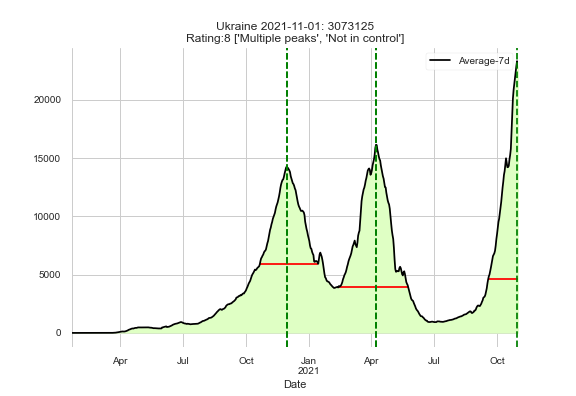 Ukraine 2021-11-01: 3073125
Rating:8 ['Multiple peaks', 'Not in control']
Average-7d
20000
15000
10000
5000
0
Apr Jul Oct Jan Apr Jul Oct
2021
Date